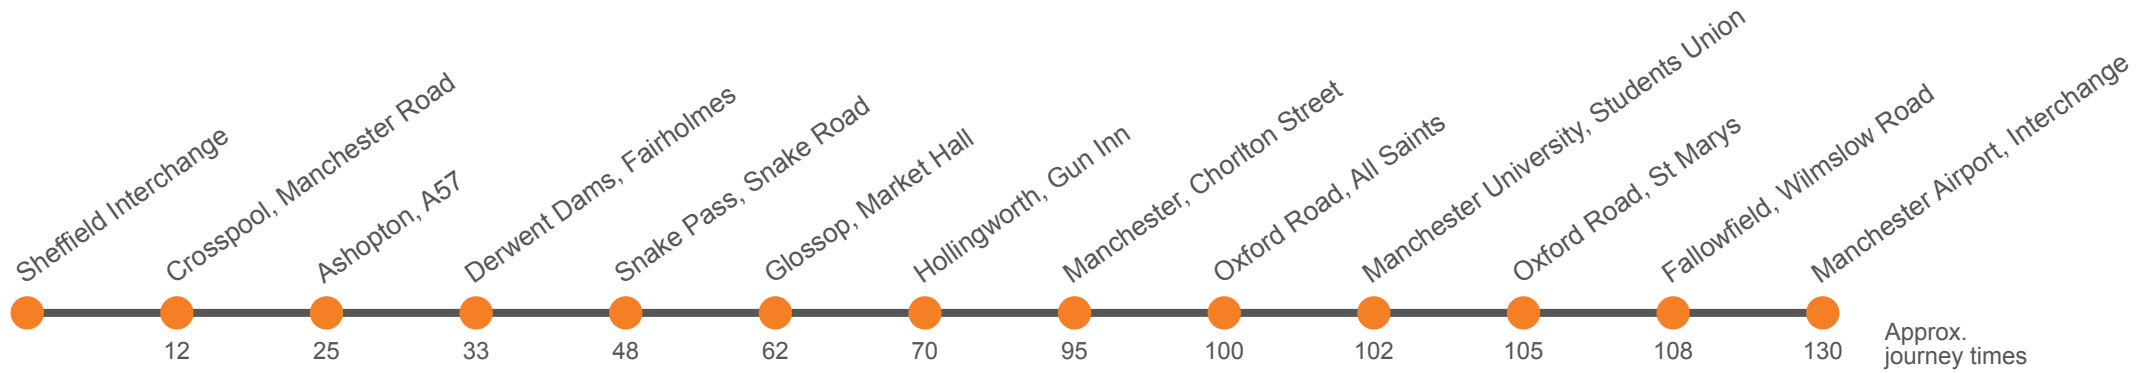 Sheffield Interchange
Crosspool, Manchester Road
Ashopton, A57
Derwent Dams, Fairholmes
Snake Pass, Snake Road
Glossop, Market Hall
Hollingworth, Gun Inn
Manchester, Chorlton Street
Oxford Road, All Saints
Manchester University, Students Union
Oxford Road, St Marys
Fallowfield, Wilmslow Road
Manchester Airport, Interchange
12 25 33 48 62 70 95 100 102 105 108 130
Approx.
journey times